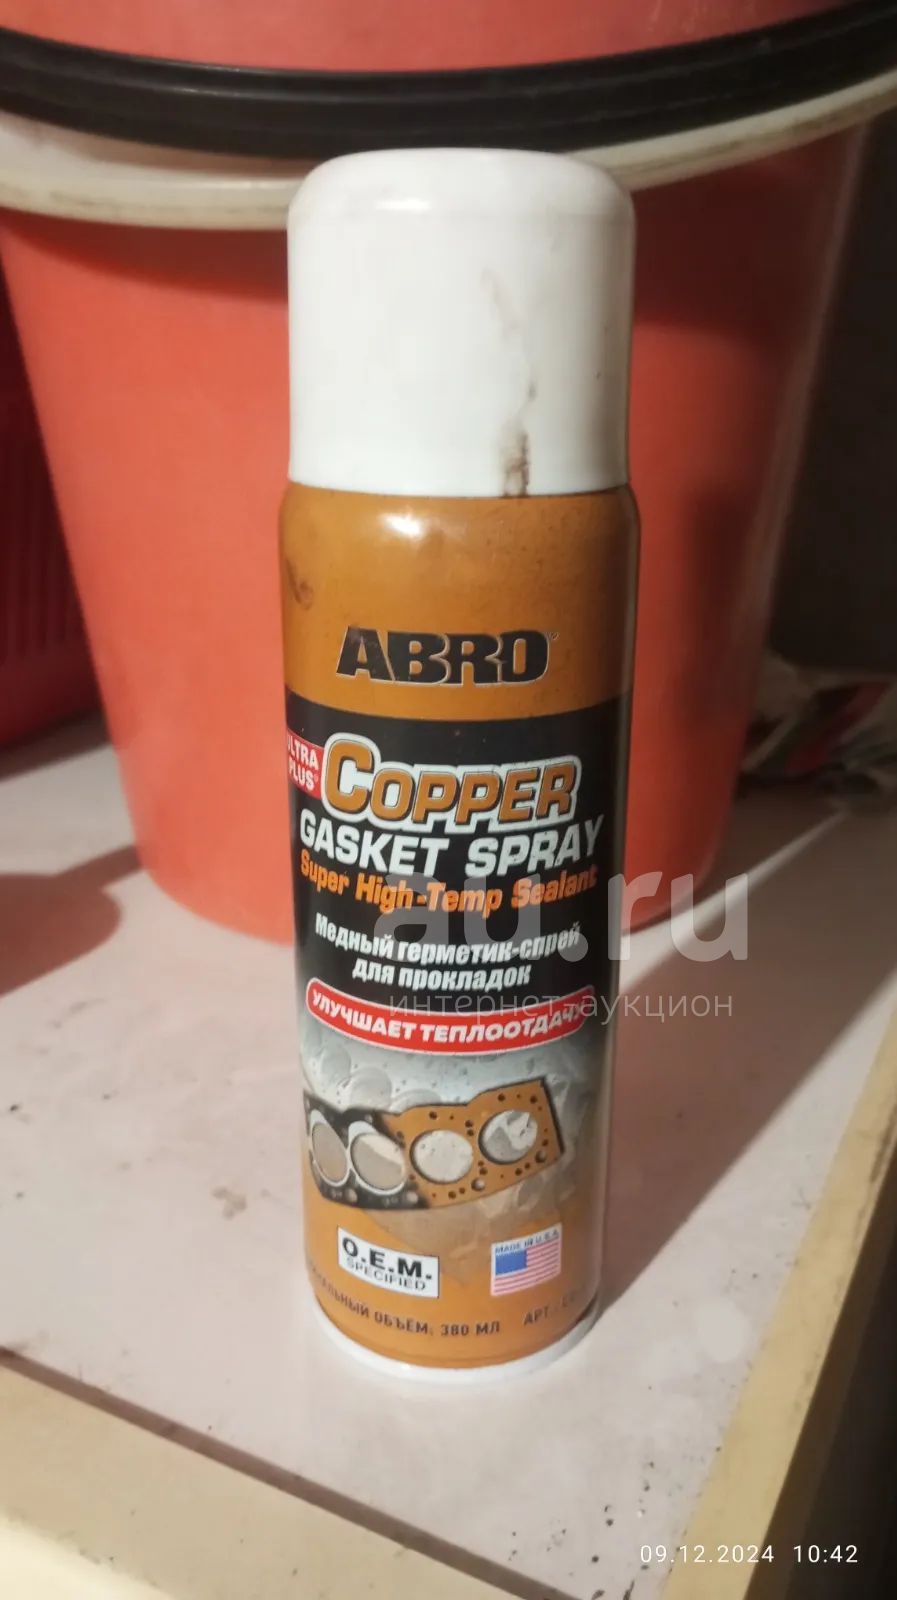 ABRO
ULTRA
PLUS
COPPER
GASKET SPRAY
Super High-Temp Sealant
Медный герметик-спрей
для прокладок
УЛУЧШАЕТ ТЕПЛООТДАЧУ
au.ru
интернет-аукцион
O.E.M.
SPECIFIED
MADE IN U.S.A.
ОБЪЁМ: 380 МЛ АРТ.
09.12.2024 10:42